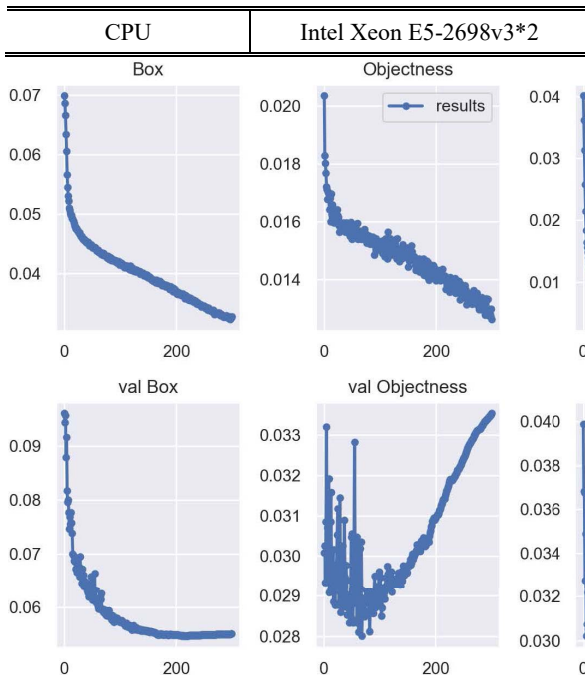 CPU Intel Xeon E5-2698v3*2
Box Objectness
0.07 0.020 0.04
results
0.06 0.018 0.03
0.05 0.016 0.02
0.04 0.014 0.01
0 200 0 200 0
val Box val Objectness
0.09 0.033 0.040
0.032 0.038
0.08 0.031 0.036
0.07 0.030 0.034
0.06 0.029 0.032
0.028 0.030
0 200 0 200 0